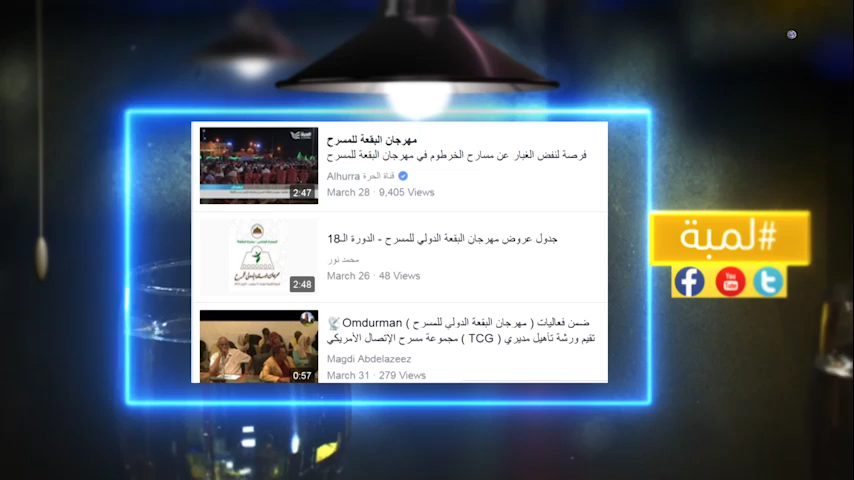 مهرجان البقعة للمسرح
فرصة لنفض الغبار عن مسارح الخرطوم في مهرجان البقعة للمسرح
Alhurra قناة الحرة
March 28 · 9,405 Views
2:47
جدول عروض مهرجان البقعة الدولي للمسرح - الدورة الـ18
محمد نور
March 26 · 48 Views
2:48
ضمن فعاليات ( مهرجان البقعة الدولي للمسرح ) Omdurman
تقيم ورشة تأهيل مديري ( TCG ) مجموعة مسرح الإتصال الأمريكي
Magdi Abdelazeez
March 31 · 279 Views
0:57
#لمبة
You
Tube